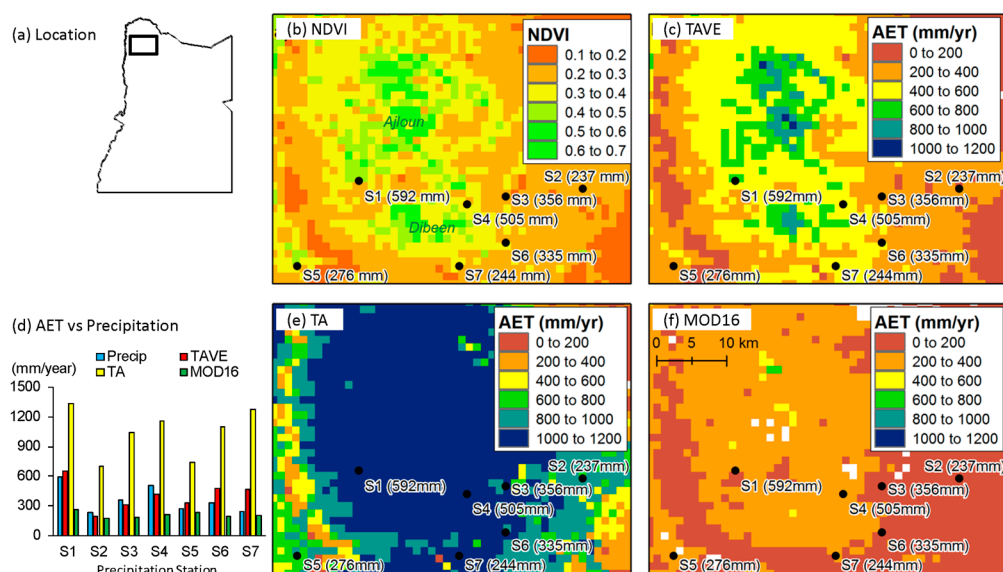 (a) Location
(b) NDVI
NDVI
0.1 to 0.2
0.2 to 0.3
0.3 to 0.4
0.4 to 0.5
0.5 to 0.6
0.6 to 0.7
Ajloun
Dibeen
S1 (592 mm)
S2 (237 mm)
S3 (356 mm)
S4 (505 mm)
S5 (276 mm)
S6 (335 mm)
S7 (244 mm)
(c) TAVE
AET (mm/yr)
0 to 200
200 to 400
400 to 600
600 to 800
800 to 1000
1000 to 1200
S1 (592mm)
S2 (237mm)
S3 (356mm)
S4 (505mm)
S5 (276mm)
S6 (335mm)
S7 (244mm)
(d) AET vs Precipitation
Precip
TAVE
TA
MOD16
(mm/year)
1500
1200
900
600
300
0
S1 S2 S3 S4 S5 S6 S7
Precipitation Station
(e) TA
AET (mm/yr)
0 to 200
200 to 400
400 to 600
600 to 800
800 to 1000
1000 to 1200
S1 (592mm)
S2 (237mm)
S3 (356mm)
S4 (505mm)
S5 (276mm)
S6 (335mm)
S7 (244mm)
(f) MOD16
0 5 10 km
AET (mm/yr)
0 to 200
200 to 400
400 to 600
600 to 800
800 to 1000
1000 to 1200
S1 (592mm)
S2 (237mm)
S3 (356mm)
S4 (505mm)
S5 (276mm)
S6 (335mm)
S7 (244mm)